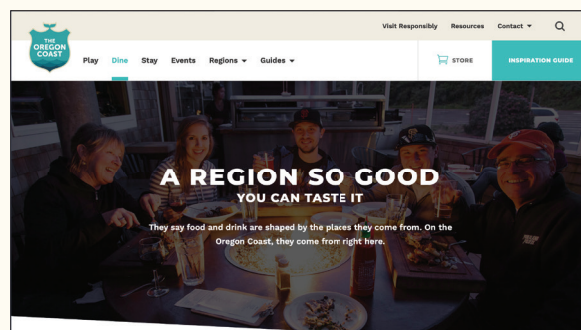 Visit Responsibly Resources Contact
THE
OREGON
COAST
Play Dine Stay Events Regions Guides STORE INSPIRATION GUIDE
A REGION SO GOOD
YOU CAN TASTE IT
They say food and drink are shaped by the places they come from. On the
Oregon Coast, they come from right here.